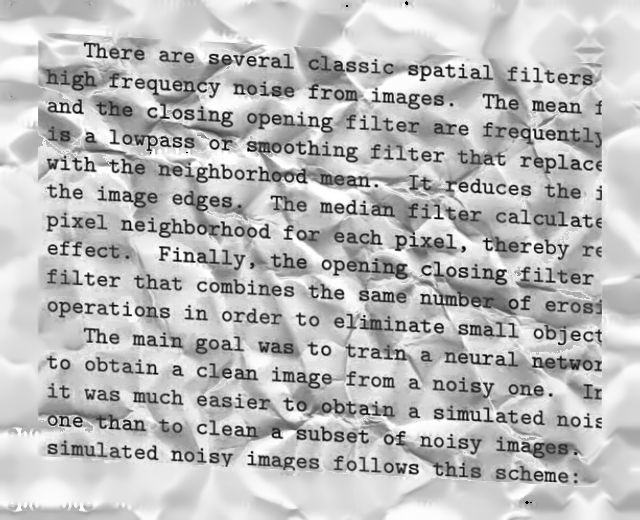 There are several classic spatial filters
high frequency noise from images. The mean f
and the closing opening filter are frequently
is a lowpass or smoothing filter that replace
with the neighborhood mean. It reduces the i
the image edges. The median filter calculate
pixel neighborhood for each pixel, thereby re
effect. Finally, the opening closing filter
filter that combines the same number of erosi
operations in order to eliminate small object
The main goal was to train a neural networ
to obtain a clean image from a noisy one. In
it was much easier to obtain a simulated nois
one than to clean a subset of noisy images.
simulated noisy images follows this scheme: